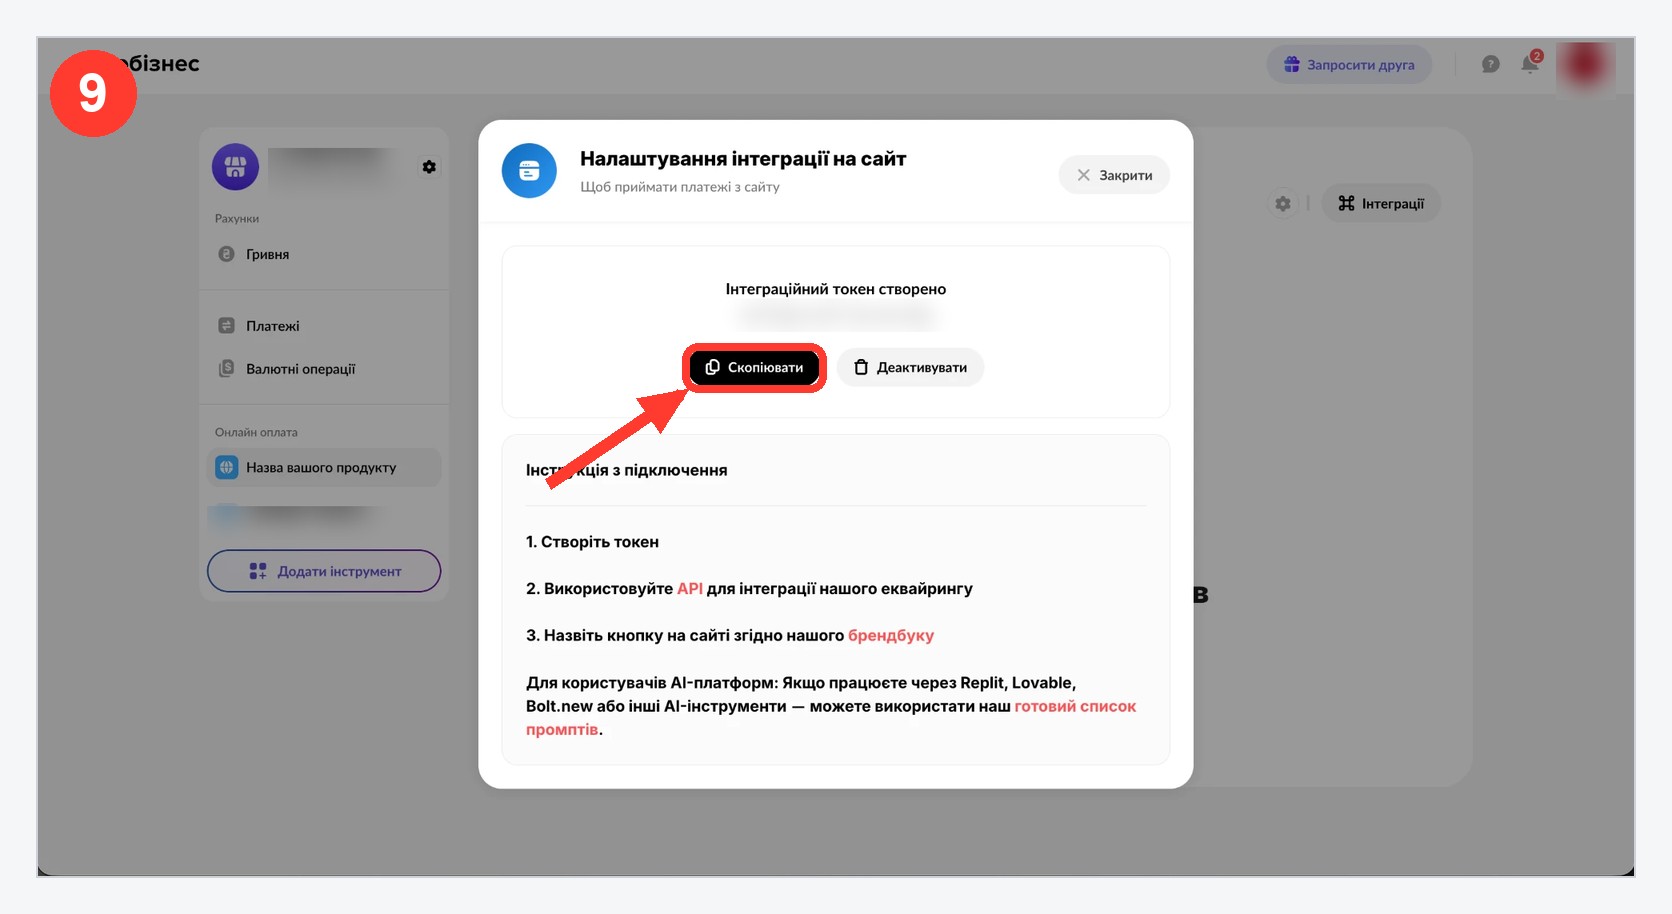 9
обізнес
Запросити друга
2
Рахунки
Гривня
Платежі
Валютні операції
Онлайн оплата
Назва вашого продукту
Додати інструмент
Налаштування інтеграції на сайт
Щоб приймати платежі з сайту
Закрити
Інтеграції
Інтеграційний токен створено
Скопіювати
Деактивувати
Інструкція з підключення
1. Створіть токен
2. Використовуйте API для інтеграції нашого еквайрингу
3. Назвіть кнопку на сайті згідно нашого брендбуку
Для користувачів AI-платформ: Якщо працюєте через Replit, Lovable,
Bolt.new або інші AI-інструменти — можете використати наш готовий список
промптів.
в